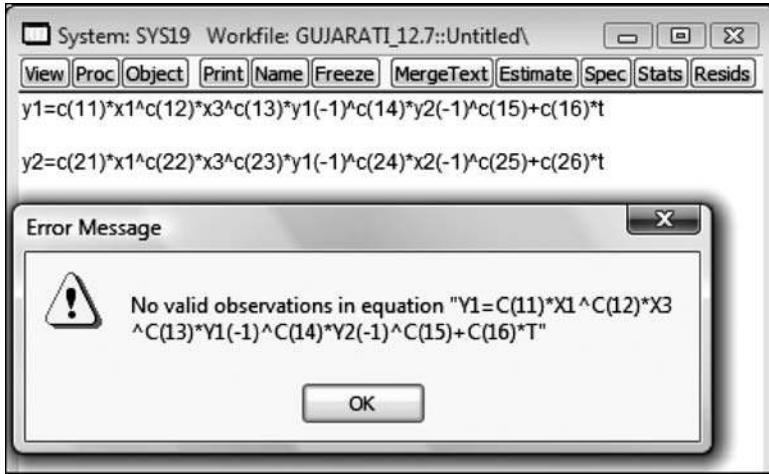 System: SYS19 Workfile: GUJARATI_12.7::Untitled\
View Proc Object Print Name Freeze MergeText Estimate Spec Stats Resids
y1=c(11)*x1^c(12)*x3^c(13)*y1(-1)^c(14)*y2(-1)^c(15)+c(16)*t
y2=c(21)*x1^c(22)*x3^c(23)*y1(-1)^c(24)*x2(-1)^c(25)+c(26)*t
Error Message
No valid observations in equation "Y1=C(11)*X1^C(12)*X3
^C(13)*Y1(-1)^C(14)*Y2(-1)^C(15)+C(16)*T"
OK